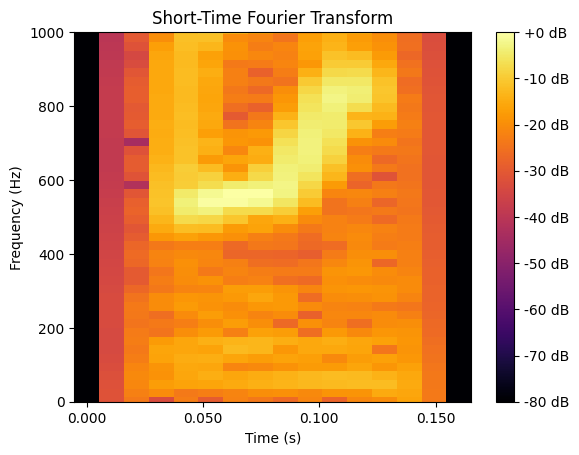 Short-Time Fourier Transform
1000
800
600
400
200
0
Frequency (Hz)
0.000
0.050
0.100
0.150
Time (s)
+0 dB
-10 dB
-20 dB
-30 dB
-40 dB
-50 dB
-60 dB
-70 dB
-80 dB